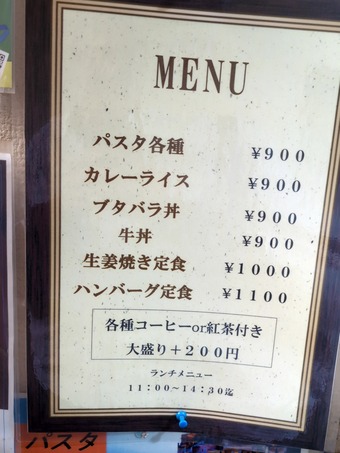 MENU
パスタ各種 ¥900
カレーライス ¥900
ブタバラ丼 ¥900
牛丼 ¥900
生姜焼き定食 ¥1000
ハンバーグ定食 ¥1100
各種コーヒーor紅茶付き
大盛り＋200円
ランチメニュー
11:00～14:30迄
パスタ